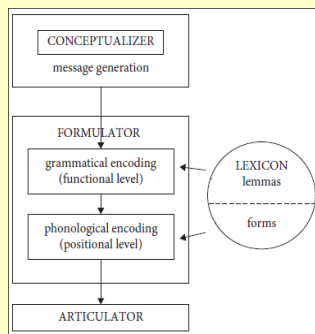 CONCEPTUALIZER
message generation
FORMULATOR
grammatical encoding
(functional level)
LEXICON
lemmas
phonological encoding
(positional level)
forms
ARTICULATOR